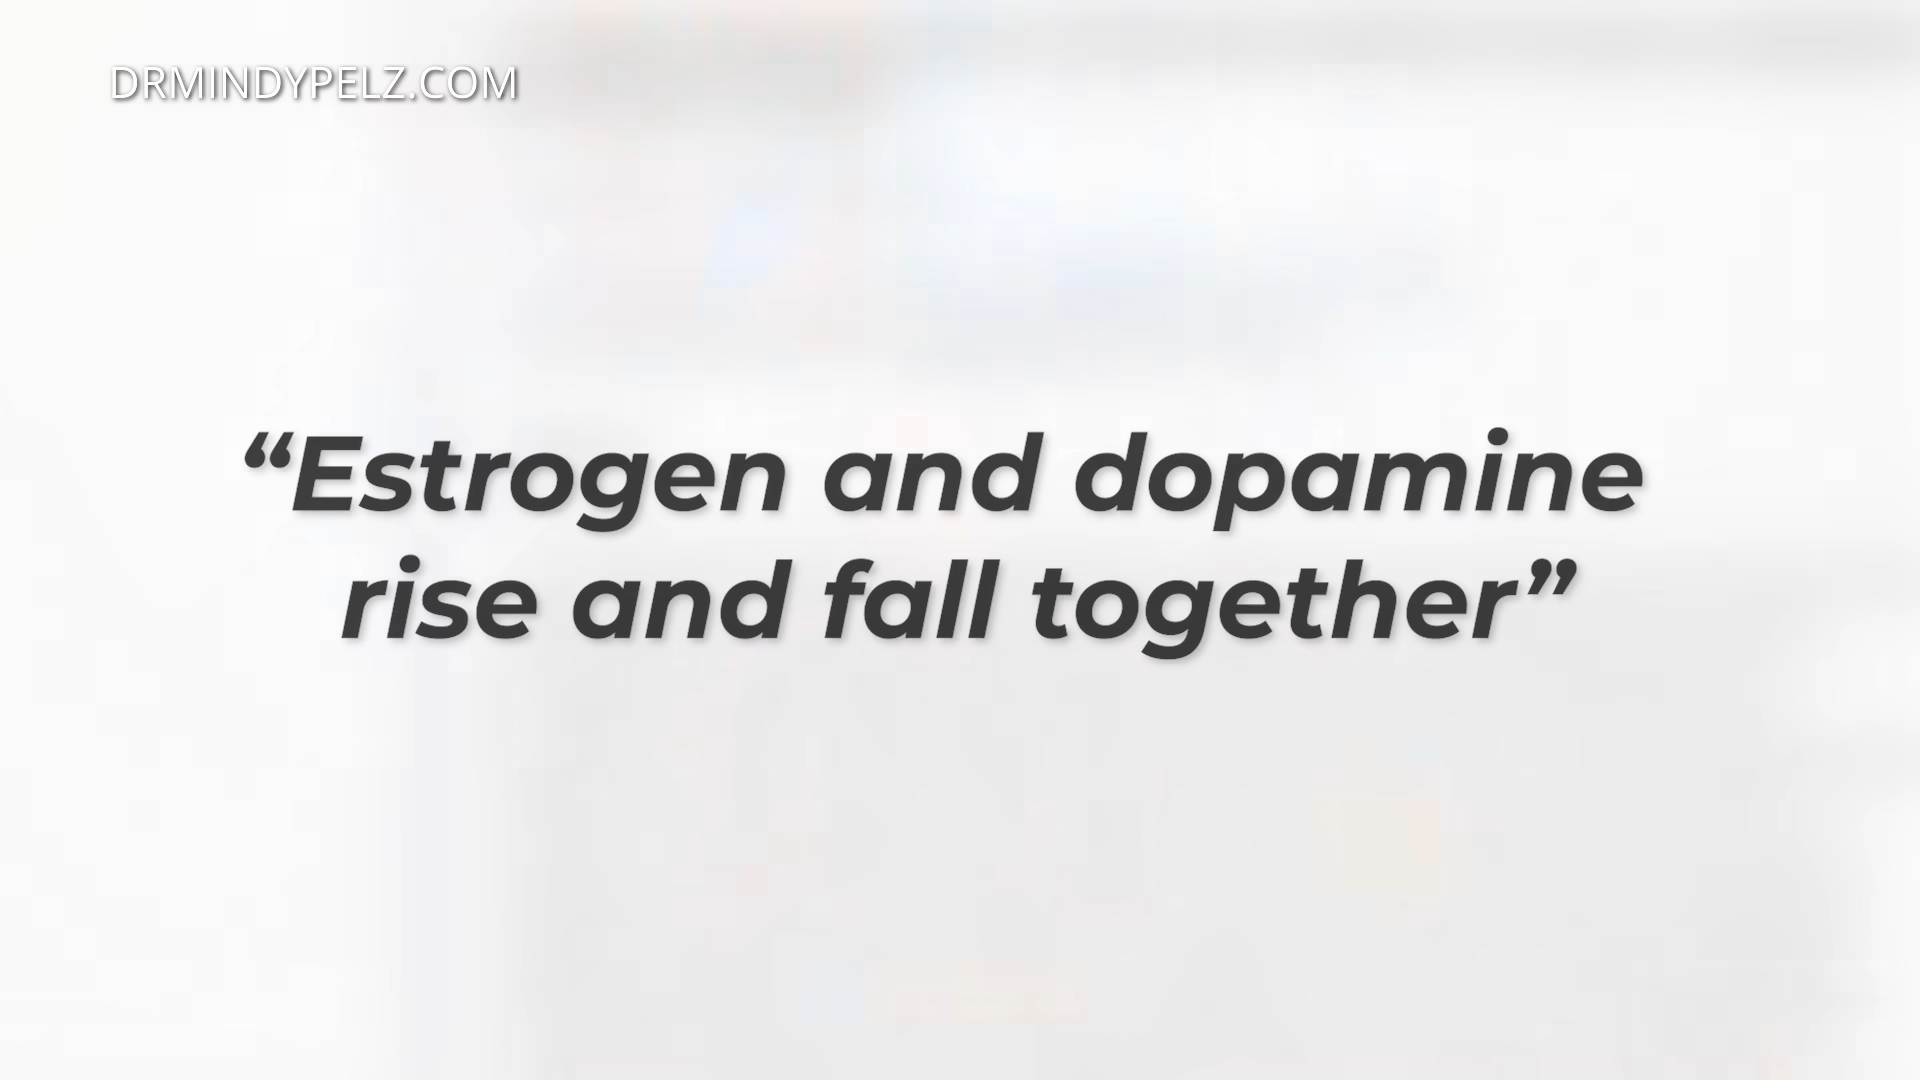 DRMINDYPELZ.COM
“Estrogen and dopamine
rise and fall together”